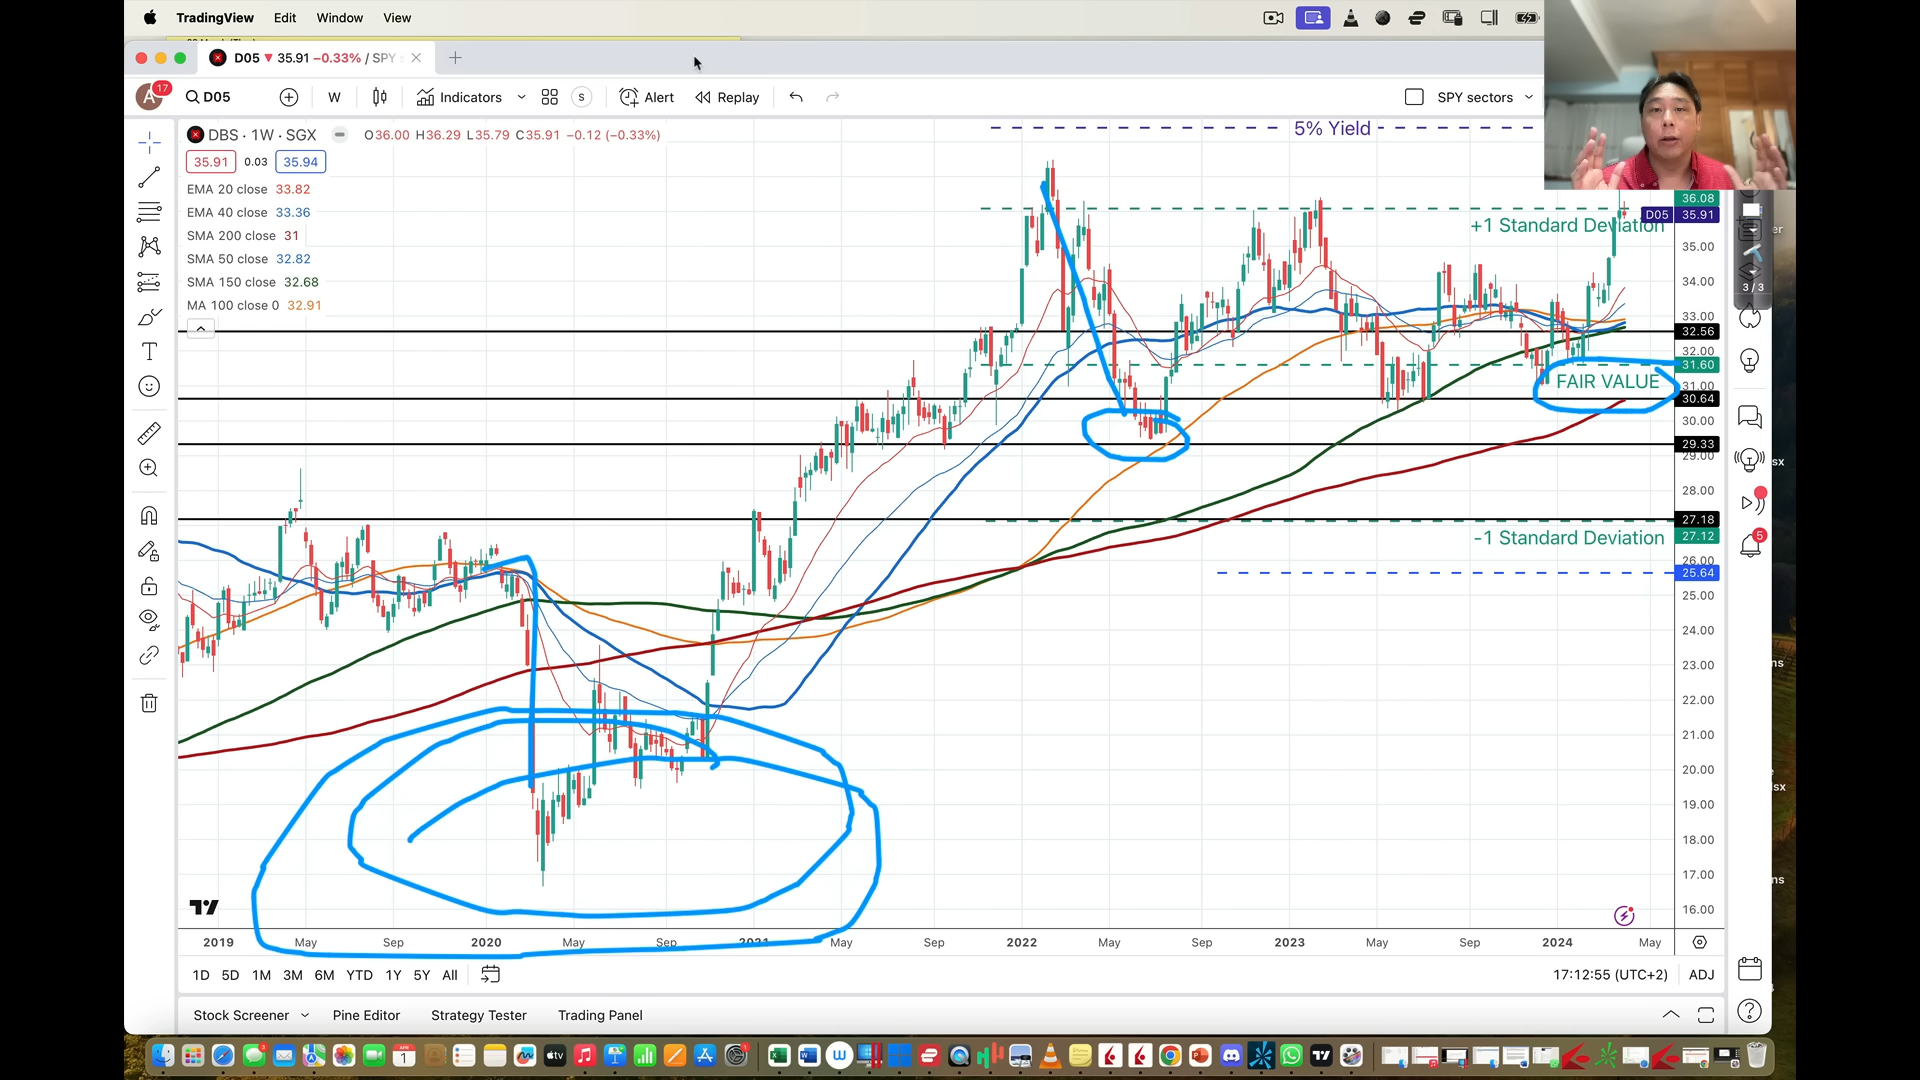 TradingView Edit Window View
D05 35.91 −0.33% / SPY
A 17 D05 W Indicators S Alert Replay SPY sectors
DBS · 1W · SGX O36.00 H36.29 L35.79 C35.91 −0.12 (−0.33%)
5% Yield
35.91 0.03 35.94
EMA 20 close 33.82
EMA 40 close 33.36
SMA 200 close 31
SMA 50 close 32.82
SMA 150 close 32.68
MA 100 close 0 32.91
36.08
D05 35.91
+1 Standard Deviation
35.00
34.00
3 / 3
33.00
32.56
32.00
31.60
FAIR VALUE
31.00
30.64
30.00
29.33
29.00
28.00
27.18
27.12
-1 Standard Deviation
26.00
25.64
25.00
24.00
23.00
22.00
21.00
20.00
19.00
18.00
17.00
16.00
5
2019 May Sep 2020 May Sep 2021 May Sep 2022 May Sep 2023 May Sep 2024 May
1D 5D 1M 3M 6M YTD 1Y 5Y All 17:12:55 (UTC+2) ADJ
Stock Screener Pine Editor Strategy Tester Trading Panel